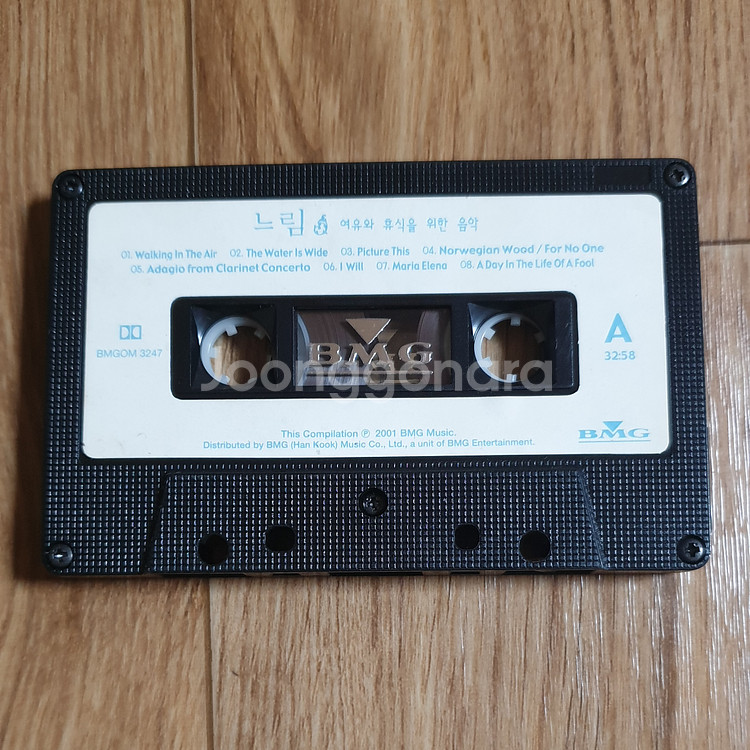 느림 여유와 휴식을 위한 음악
01. Walking In The Air 02. The Water Is Wide 03. Picture This 04. Norwegian Wood / For No One
05. Adagio from Clarinet Concerto 06. I Will 07. Maria Elena 08. A Day In The Life Of A Fool
BMGOM 3247
BMG
A
32:58
Joonggonara
This Compilation ℗ 2001 BMG Music.
Distributed by BMG (Han Kook) Music Co., Ltd., a unit of BMG Entertainment.
BMG